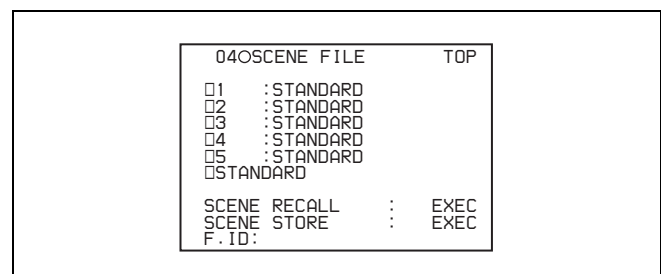 04○SCENE FILE TOP
□1 :STANDARD
□2 :STANDARD
□3 :STANDARD
□4 :STANDARD
□5 :STANDARD
□STANDARD
SCENE RECALL : EXEC
SCENE STORE : EXEC
F.ID: